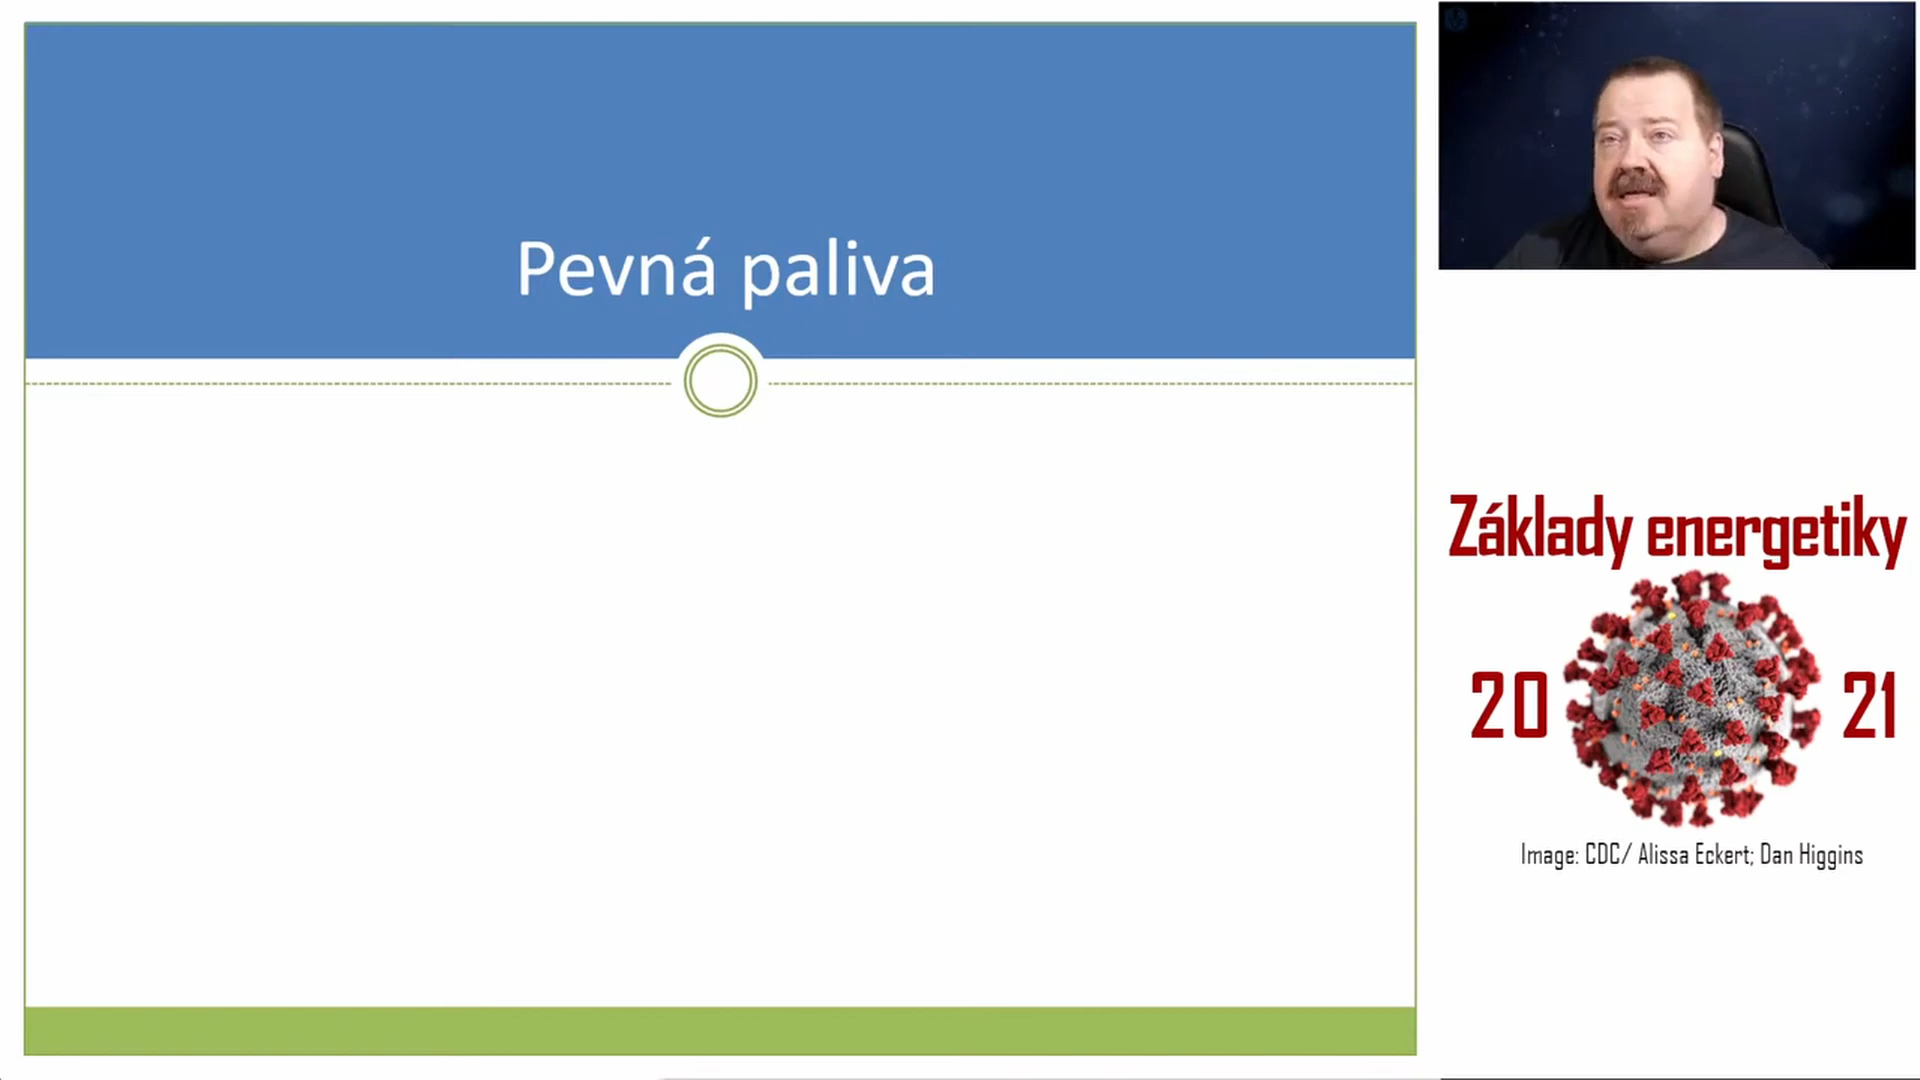 Pevná paliva
Základy energetiky
20 21
Image: CDC/ Alissa Eckert; Dan Higgins